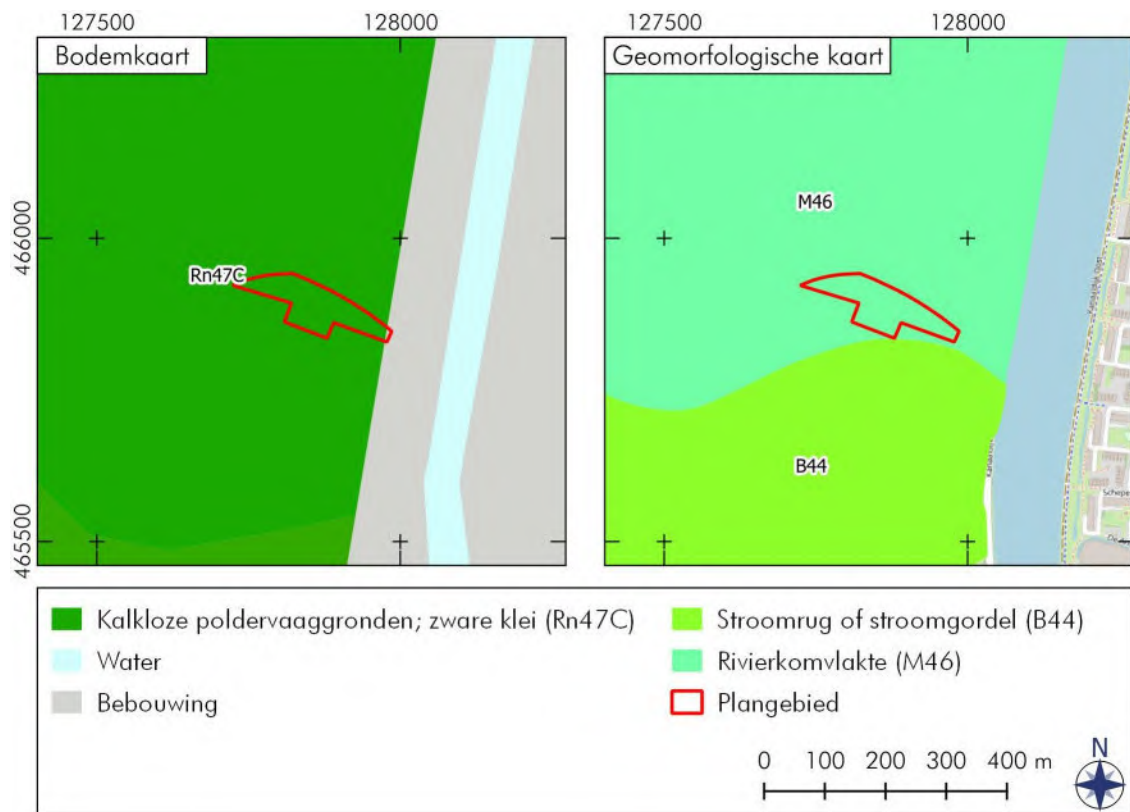 127500 128000 127500 128000
Bodemkaart
Geomorfologische kaart
466000
M46
Rn47C
B44
465500
Kalkloze poldervaaggronden; zware klei (Rn47C)
Water
Bebouwing
Stroomrug of stroomgordel (B44)
Rivierkomvlakte (M46)
Plangebied
0 100 200 300 400 m
N